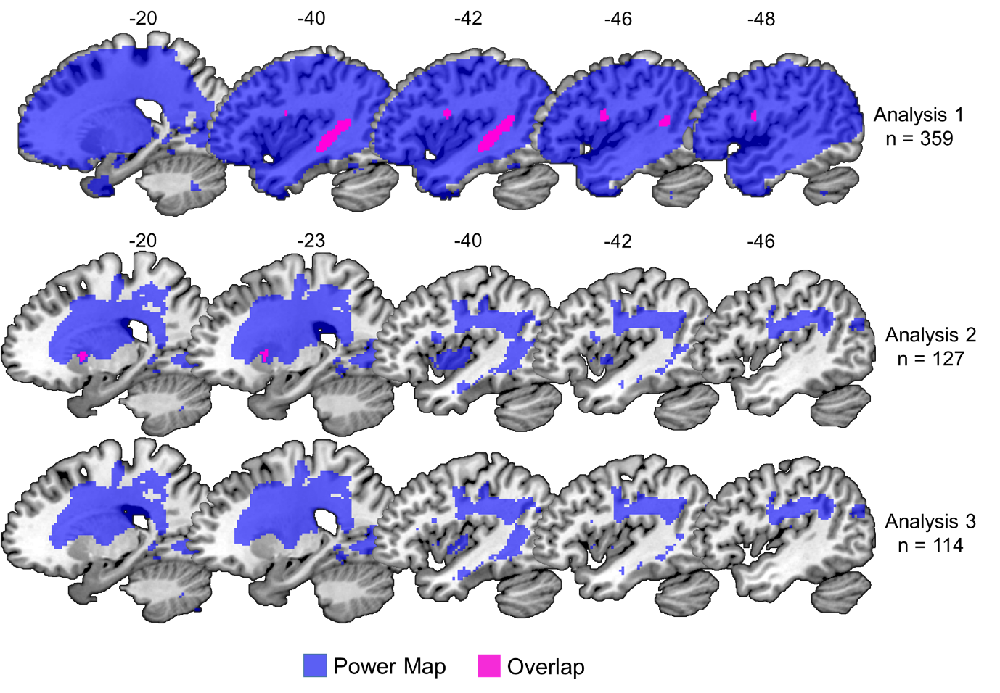 -20 -40 -42 -46 -48
Analysis 1
n = 359
-20 -23 -40 -42 -46
Analysis 2
n = 127
Analysis 3
n = 114
Power Map Overlap